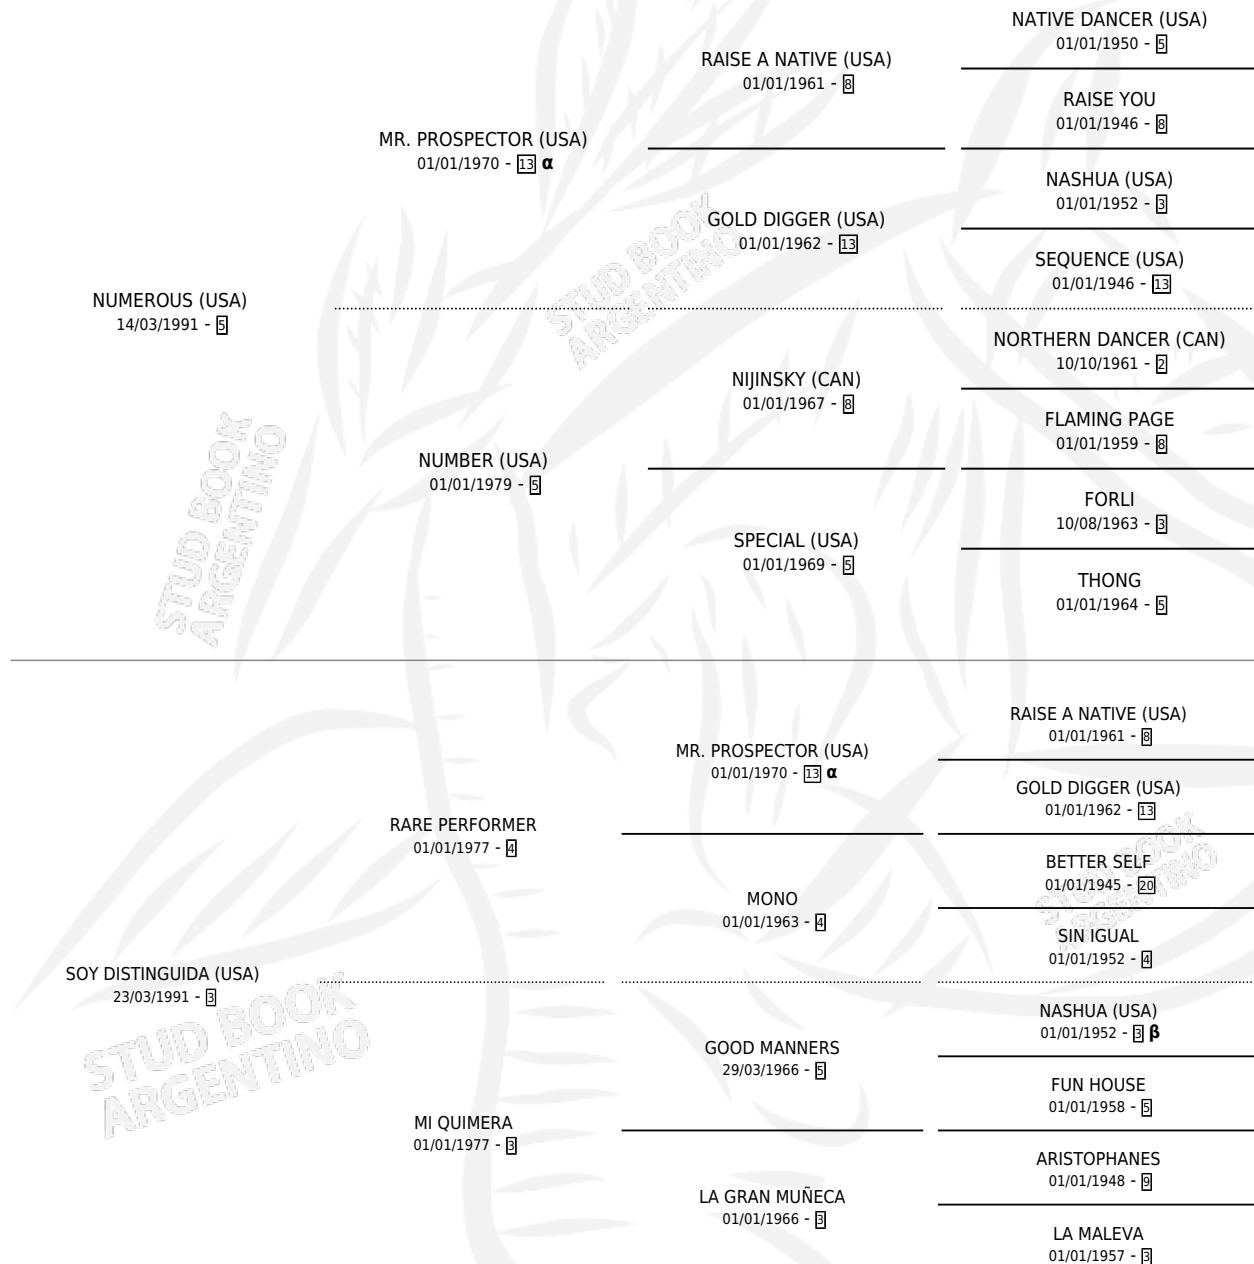 NATIVE DANCER (USA)
01/01/1950 - 5
RAISE A NATIVE (USA)
01/01/1961 - 8
RAISE YOU
01/01/1946 - 8
MR. PROSPECTOR (USA)
01/01/1970 - 13 α
NASHUA (USA)
01/01/1952 - 3
GOLD DIGGER (USA)
01/01/1962 - 13
SEQUENCE (USA)
01/01/1946 - 13
NUMEROUS (USA)
14/03/1991 - 5
NORTHERN DANCER (CAN)
10/10/1961 - 2
NIJINSKY (CAN)
01/01/1967 - 8
FLAMING PAGE
01/01/1959 - 8
NUMBER (USA)
01/01/1979 - 5
FORLI
10/08/1963 - 3
SPECIAL (USA)
01/01/1969 - 5
THONG
01/01/1964 - 5
STUD BOOK
ARGENTINO
STUD BOOK
ARGENTINO
RAISE A NATIVE (USA)
01/01/1961 - 8
MR. PROSPECTOR (USA)
01/01/1970 - 13 α
GOLD DIGGER (USA)
01/01/1962 - 13
RARE PERFORMER
01/01/1977 - 4
BETTER SELF
01/01/1945 - 20
MONO
01/01/1963 - 4
SIN IGUAL
01/01/1952 - 4
SOY DISTINGUIDA (USA)
23/03/1991 - 3
NASHUA (USA)
01/01/1952 - 3 β
GOOD MANNERS
29/03/1966 - 5
FUN HOUSE
01/01/1958 - 5
MI QUIMERA
01/01/1977 - 3
ARISTOPHANES
01/01/1948 - 9
LA GRAN MUÑECA
01/01/1966 - 3
LA MALEVA
01/01/1957 - 3
STUD BOOK
ARGENTINO
STUD BOOK
ARGENTINO